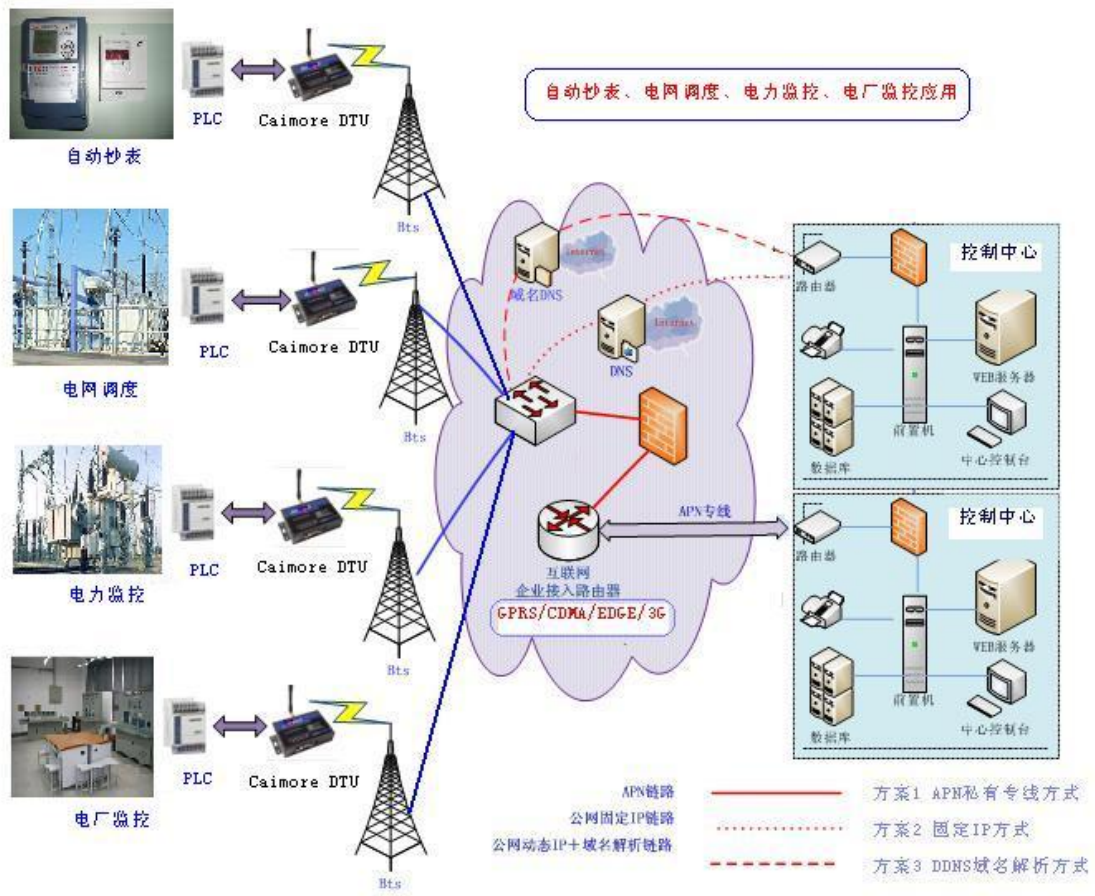 自动抄表、电网调度、电力监控、电厂监控应用
PLC
Caimore DTU
自动抄表
Bts
PLC
Caimore DTU
电网调度
Bts
PLC
Caimore DTU
电力监控
Bts
PLC
Caimore DTU
电厂监控
Bts
Internet
域名DNS
Internet
DNS
APN专线
互联网
企业接入路由器
GPRS/CDMA/EDGE/3G
控制中心
路由器
WEB服务器
前置机
数据库
中心控制台
控制中心
路由器
WEB服务器
前置机
数据库
中心控制台
APN链路
方案1 APN私有专线方式
公网固定IP链路
方案2 固定IP方式
公网动态IP+域名解析链路
方案3 DDNS域名解析方式